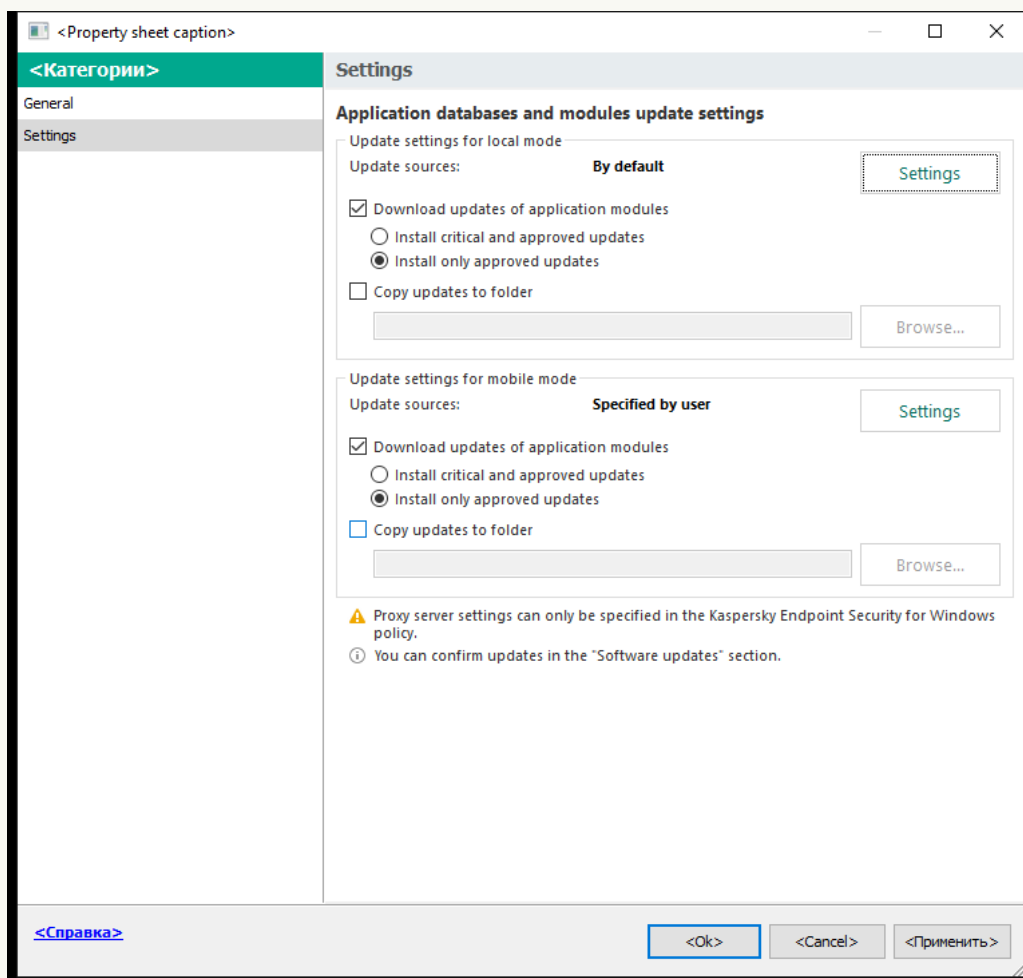 <Property sheet caption>
<Категории>
General
Settings
Settings
Application databases and modules update settings
Update settings for local mode
Update sources: By default Settings
Download updates of application modules
Install critical and approved updates
Install only approved updates
Copy updates to folder
Browse...
Update settings for mobile mode
Update sources: Specified by user Settings
Download updates of application modules
Install critical and approved updates
Install only approved updates
Copy updates to folder
Browse...
Proxy server settings can only be specified in the Kaspersky Endpoint Security for Windows
policy.
You can confirm updates in the "Software updates" section.
<Справка> <Ok> <Cancel> <Применить>